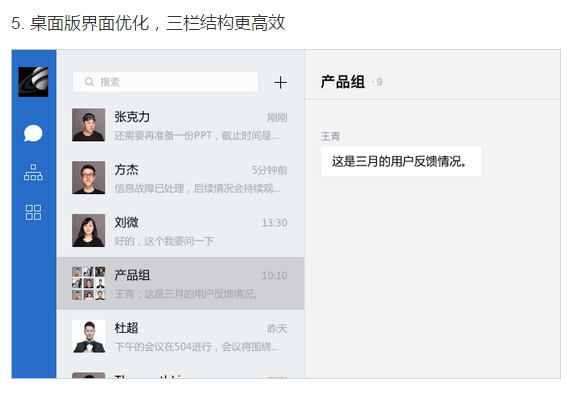 5. 桌面版界面优化，三栏结构更高效
搜索
产品组 · 9
张克力 刚刚
还需要再准备一份PPT，截止时间是...
方杰 5分钟前
信息故障已处理，后续情况会持续观...
刘微 13:30
好的，这个我要问一下
产品组 10:10
王青：这是三月的用户反馈情况。
杜超 昨天
下午的会议在504进行，会议将围绕...
王青
这是三月的用户反馈情况。